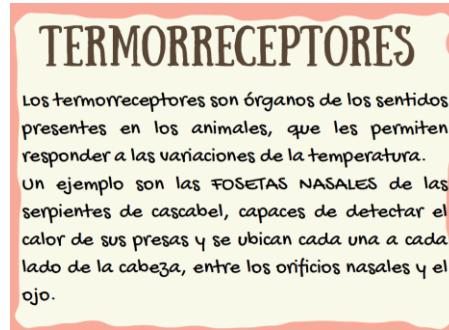 TERMORRECEPTORES
Los termorreceptores son órganos de los sentidos
presentes en los animales, que les permiten
responder a las variaciones de la temperatura.
Un ejemplo son las FOSETAS NASALES de las
serpientes de cascabel, capaces de detectar el
calor de sus presas y se ubican cada una a cada
lado de la cabeza, entre los orificios nasales y el
ojo.